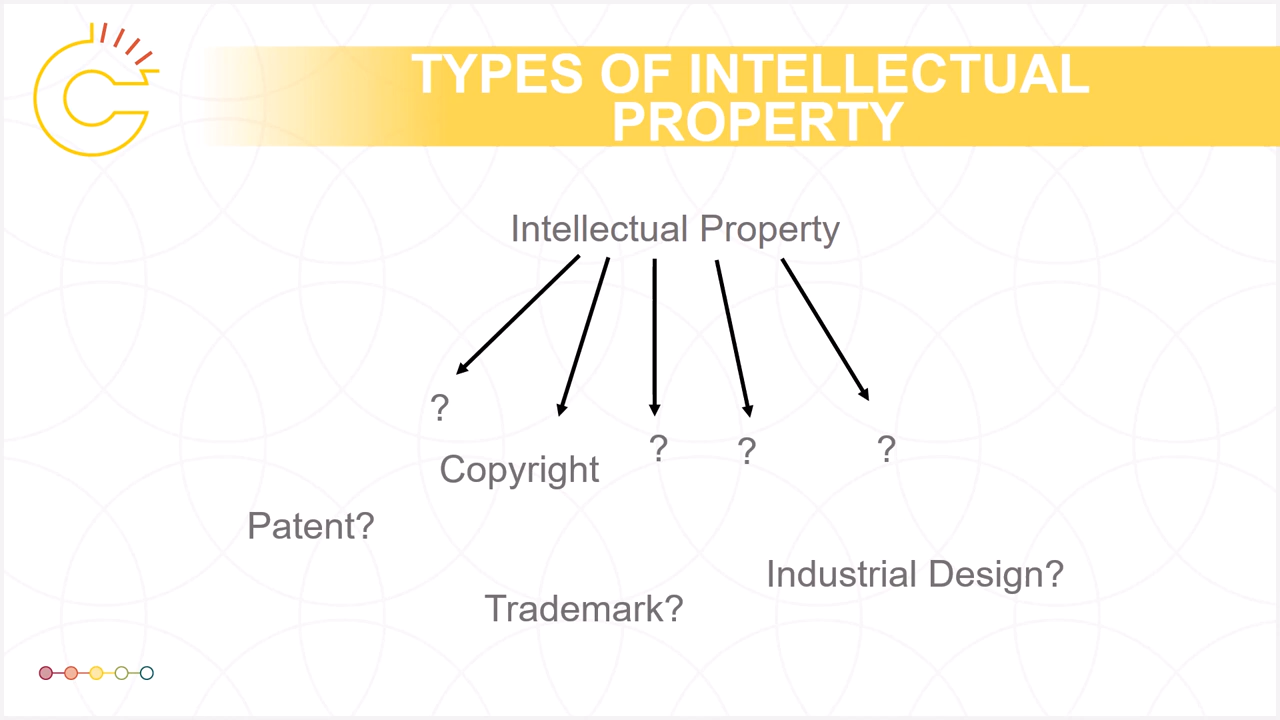 TYPES OF INTELLECTUAL
PROPERTY
Intellectual Property
?
Copyright
?
?
?
Patent?
Industrial Design?
Trademark?